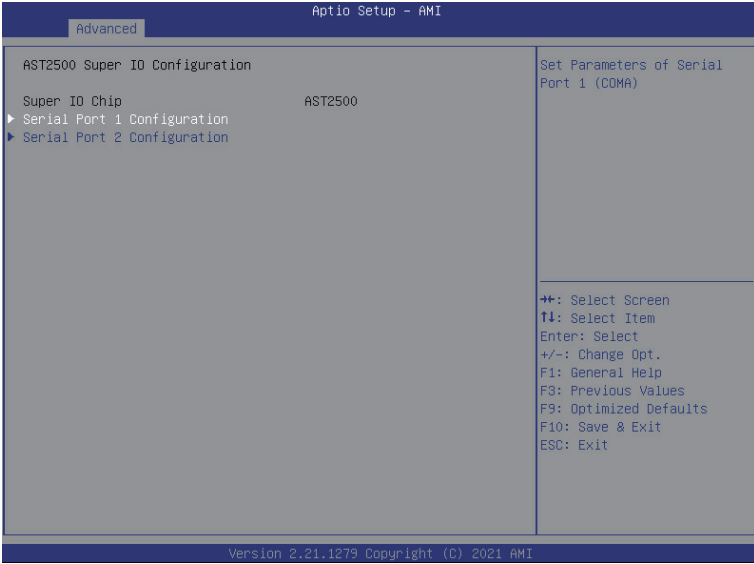 Aptio Setup – AMI
Advanced
AST2500 Super IO Configuration
Super IO Chip AST2500
▶ Serial Port 1 Configuration
▶ Serial Port 2 Configuration
Set Parameters of Serial
Port 1 (COMA)
→←: Select Screen
↑↓: Select Item
Enter: Select
+/-: Change Opt.
F1: General Help
F3: Previous Values
F9: Optimized Defaults
F10: Save & Exit
ESC: Exit
Version 2.21.1279 Copyright (C) 2021 AMI